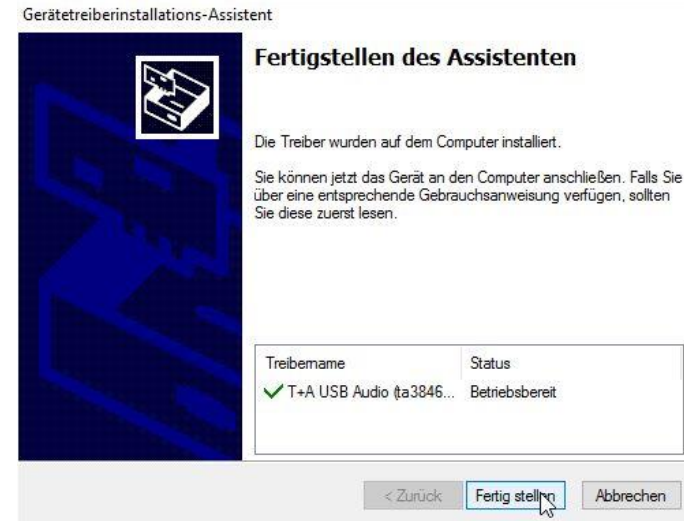 Gerätetreiberinstallations-Assistent
Fertigstellen des Assistenten
Die Treiber wurden auf dem Computer installiert.
Sie können jetzt das Gerät an den Computer anschließen. Falls Sie
über eine entsprechende Gebrauchsanweisung verfügen, sollten
Sie diese zuerst lesen.
Treibername Status
T+A USB Audio (ta3846... Betriebsbereit
< Zurück Fertig stellen Abbrechen